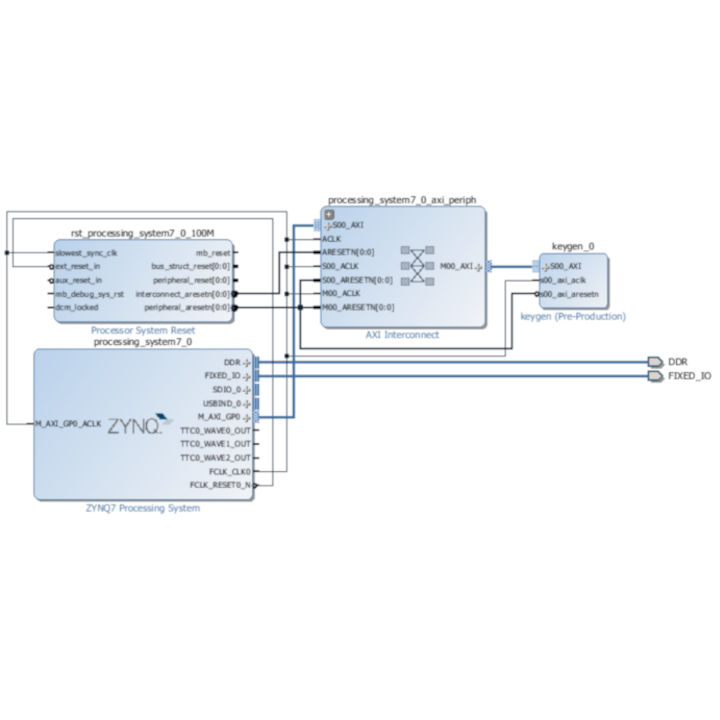 processing_system7_0_axi_periph
S00_AXI
ACLK
ARESETN[0:0]
S00_ACLK
S00_ARESETN[0:0]
M00_ACLK
M00_ARESETN[0:0]
M00_AXI
AXI Interconnect
rst_processing_system7_0_100M
slowest_sync_clk
ext_reset_in
aux_reset_in
mb_debug_sys_rst
dcm_locked
mb_reset
bus_struct_reset[0:0]
peripheral_reset[0:0]
interconnect_aresetn[0:0]
peripheral_aresetn[0:0]
Processor System Reset
keygen_0
S00_AXI
s00_axi_aclk
s00_axi_aresetn
keygen (Pre-Production)
processing_system7_0
M_AXI_GP0_ACLK
ZYNQ
DDR
FIXED_IO
SDIO_0
USBIND_0
M_AXI_GP0
TTC0_WAVE0_OUT
TTC0_WAVE1_OUT
TTC0_WAVE2_OUT
FCLK_CLK0
FCLK_RESET0_N
ZYNQ7 Processing System
DDR
FIXED_IO